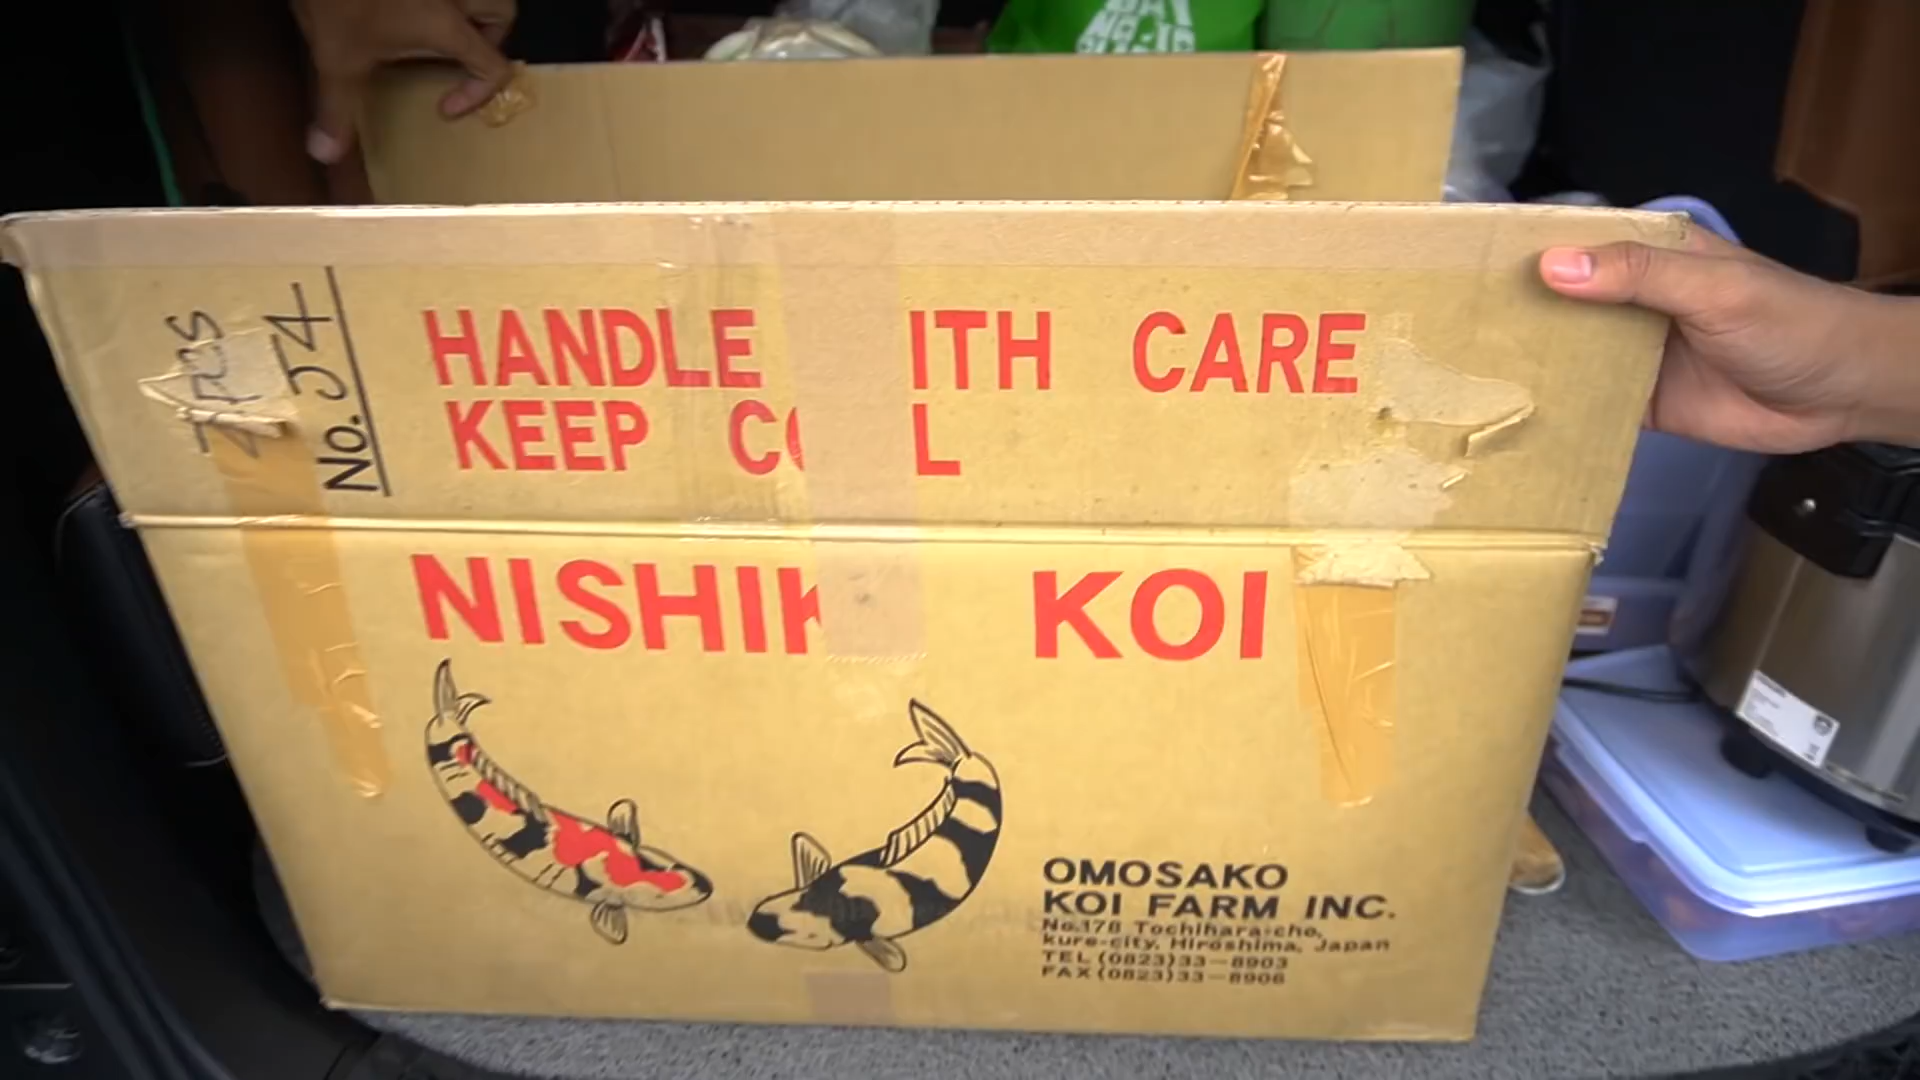 HANDLE ITH CARE
KEEP CO L
NISHIK KOI
No. J4
OMOSAKO
KOI FARM INC.
No.178 Tochihara-cho,
kure-city, Hiroshima, Japan
TEL (0823)33-8903
FAX (0823)33-8906